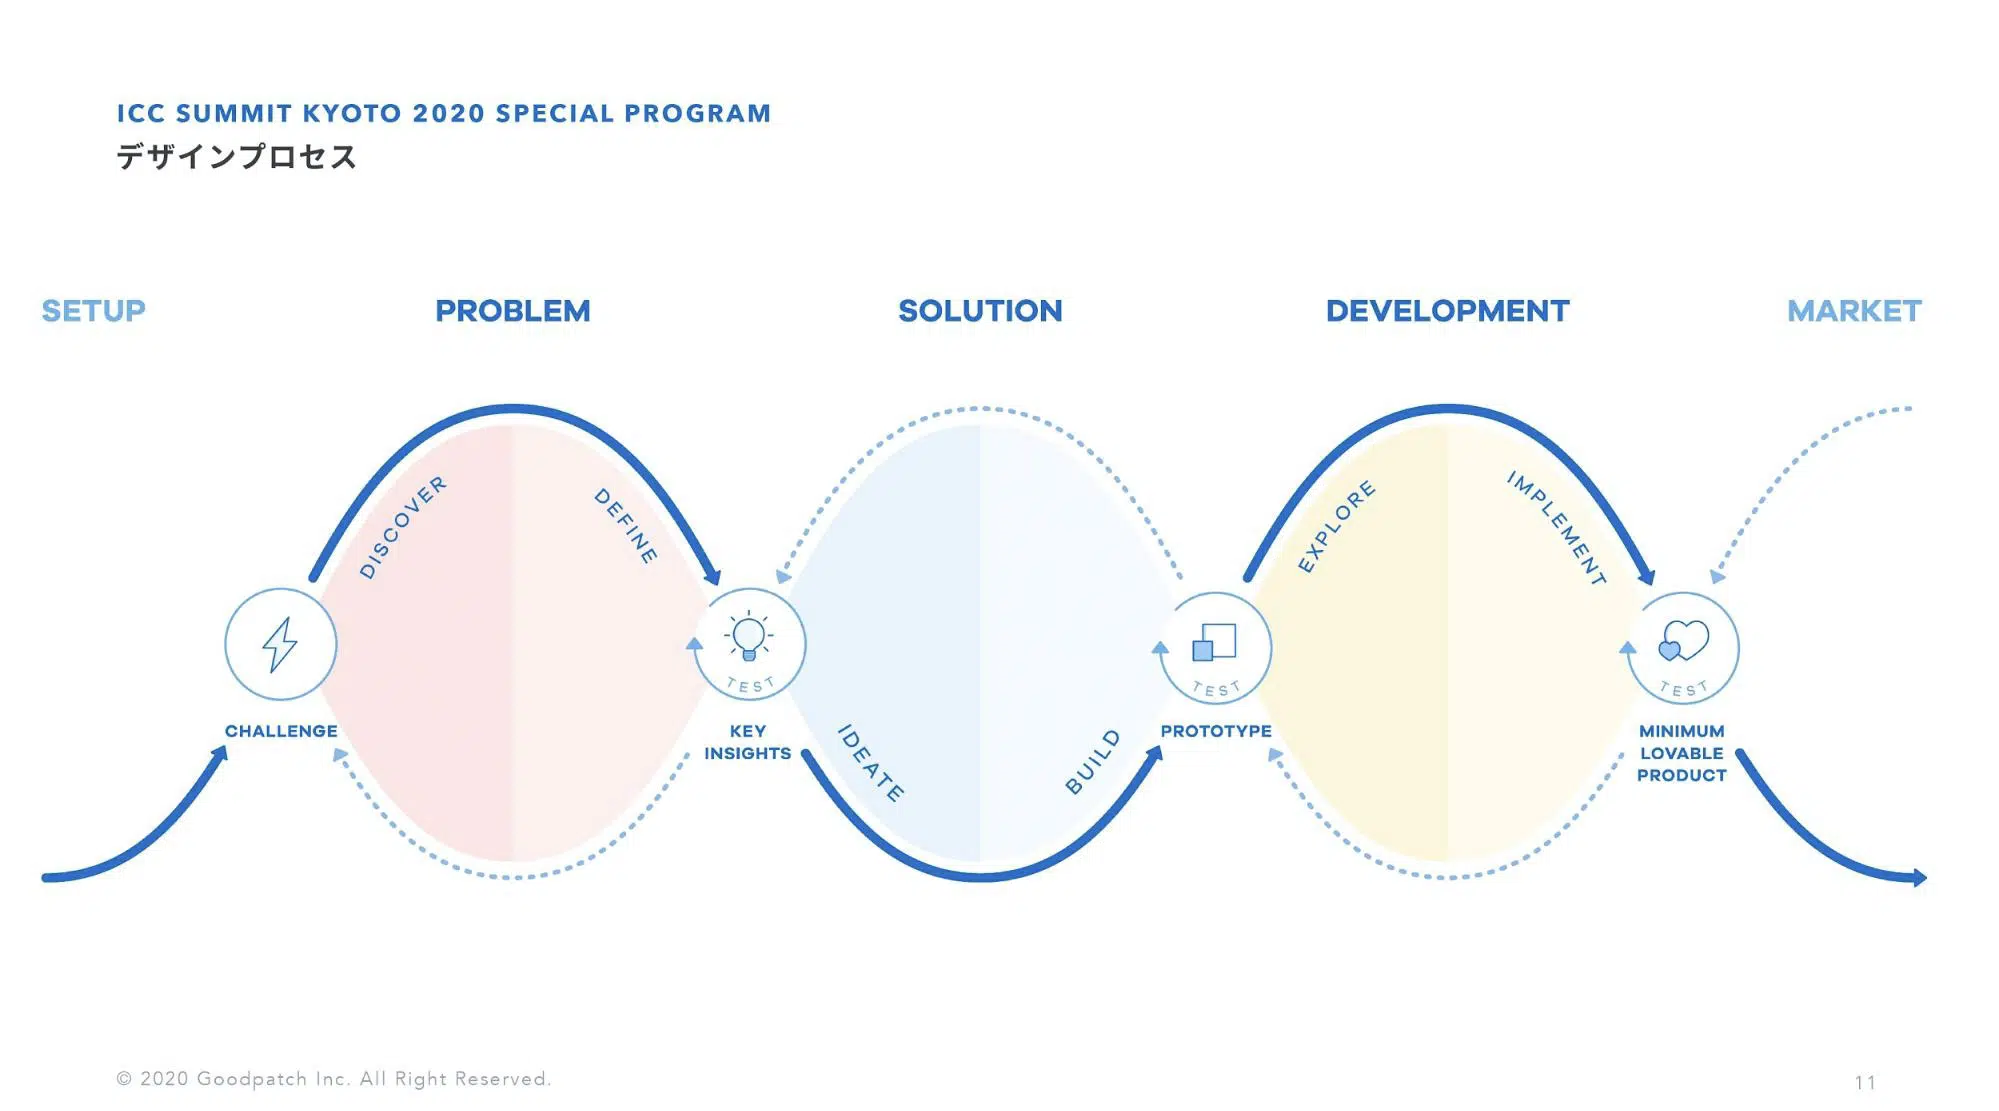 ICC SUMMIT KYOTO 2020 SPECIAL PROGRAM
デザインプロセス
SETUP
PROBLEM
SOLUTION
DEVELOPMENT
MARKET
DISCOVER
DEFINE
EXPLORE
IMPLEMENT
TEST
TEST
TEST
CHALLENGE
KEY
INSIGHTS
IDEATE
BUILD
PROTOTYPE
MINIMUM
LOVABLE
PRODUCT
© 2020 Goodpatch Inc. All Right Reserved.
11